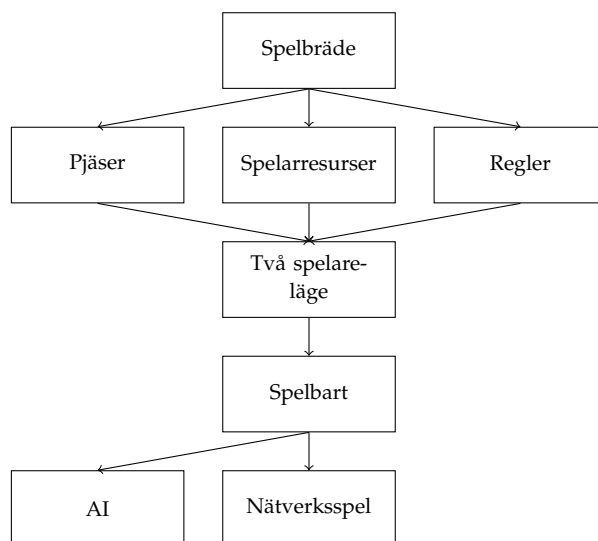 Spelbräde
Pjäser
Spelarresurser
Regler
Två spelare-
läge
Spelbart
AI
Nätverksspel